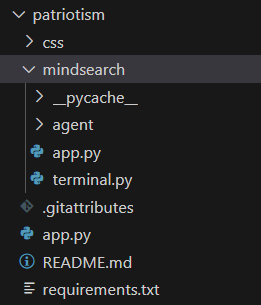 patriotism
css
mindsearch
__pycache__
agent
app.py
terminal.py
.gitattributes
app.py
README.md
requirements.txt